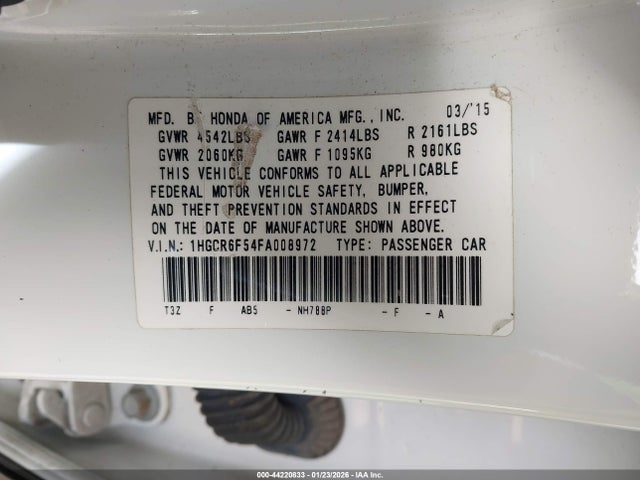 MFD. B HONDA OF AMERICA MFG., INC. 03/'15
GVWR 4542LBS GAWR F 2414LBS R 2161LBS
GVWR 2060KG GAWR F 1095KG R 980KG
THIS VEHICLE CONFORMS TO ALL APPLICABLE
FEDERAL MOTOR VEHICLE SAFETY, BUMPER,
AND THEFT PREVENTION STANDARDS IN EFFECT
ON THE DATE OF MANUFACTURE SHOWN ABOVE.
V.I.N.: 1HGCR6F54FA008972 TYPE: PASSENGER CAR
T3Z F AB5 - NH788P - F - A
000-44220833 - 01/23/2026 - IAA Inc.